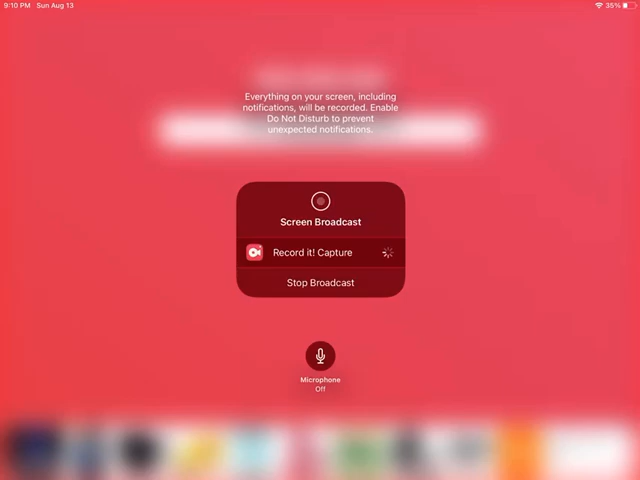 9:10 PM Sun Aug 13
35%
Everything on your screen, including
notifications, will be recorded. Enable
Do Not Disturb to prevent
unexpected notifications.
Screen Broadcast
Record it! Capture
Stop Broadcast
Microphone
Off